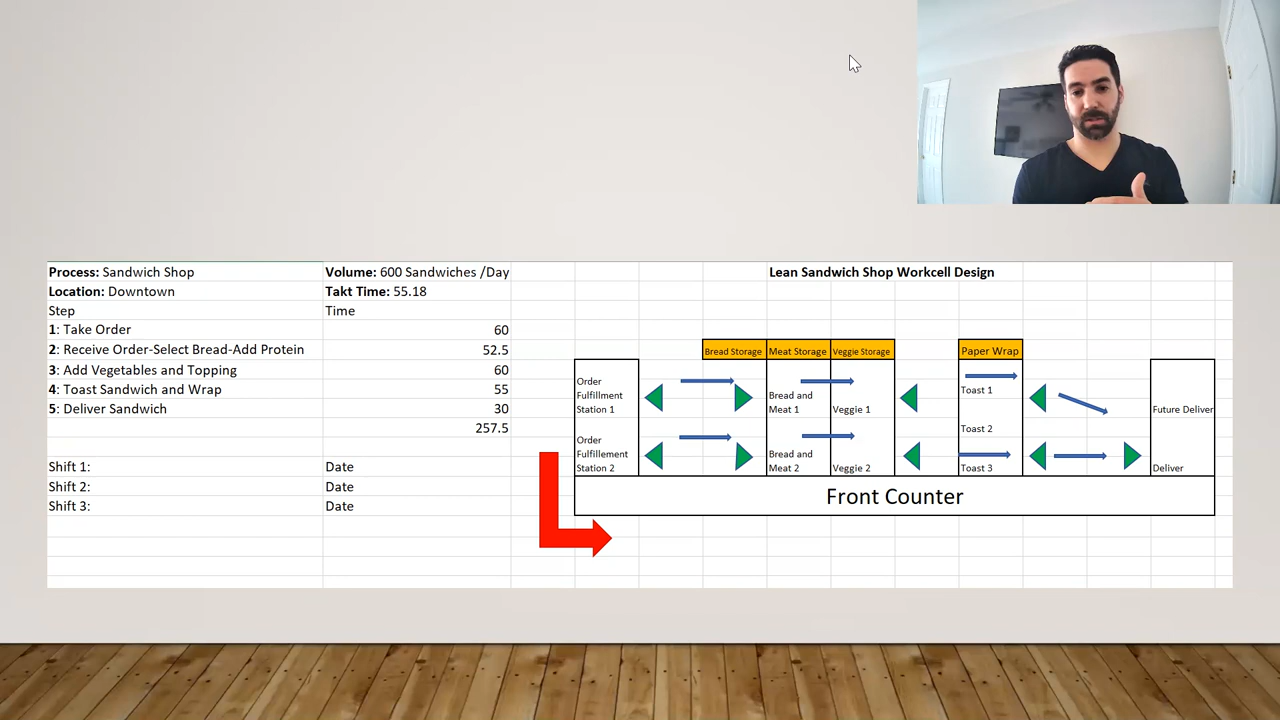 Process: Sandwich Shop
Volume: 600 Sandwiches /Day
Lean Sandwich Shop Workcell Design
Location: Downtown
Takt Time: 55.18
Step
Time
1: Take Order
60
2: Receive Order-Select Bread-Add Protein
52.5
3: Add Vegetables and Topping
60
4: Toast Sandwich and Wrap
55
5: Deliver Sandwich
30
257.5
Shift 1:
Date
Shift 2:
Date
Shift 3:
Date
Bread Storage
Meat Storage
Veggie Storage
Paper Wrap
Order
Fulfillment
Station 1
Bread and
Meat 1
Veggie 1
Toast 1
Future Deliver
Toast 2
Order
Fulfillement
Station 2
Bread and
Meat 2
Veggie 2
Toast 3
Deliver
Front Counter